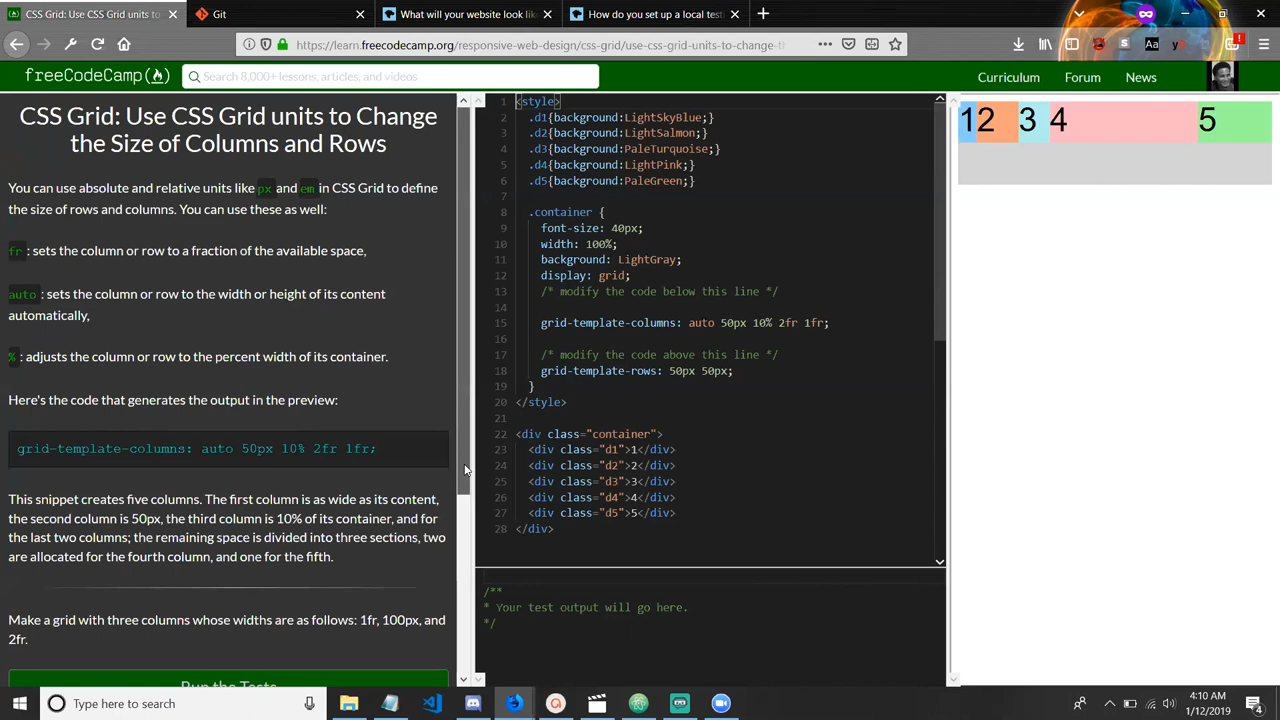 CSS Grid: Use CSS Grid units to
Git
What will your website look lik
How do you set up a local test
https://learn.freecodecamp.org/responsive-web-design/css-grid/use-css-grid-units-to-change-
freeCodeCamp
Search 8,000+ lessons, articles, and videos
Curriculum
Forum
News
CSS Grid: Use CSS Grid units to Change
the Size of Columns and Rows
You can use absolute and relative units like px and em in CSS Grid to define
the size of rows and columns. You can use these as well:
fr : sets the column or row to a fraction of the available space,
auto : sets the column or row to the width or height of its content
automatically,
% : adjusts the column or row to the percent width of its container.
Here's the code that generates the output in the preview:
grid-template-columns: auto 50px 10% 2fr 1fr;
This snippet creates five columns. The first column is as wide as its content,
the second column is 50px, the third column is 10% of its container, and for
the last two columns; the remaining space is divided into three sections, two
are allocated for the fourth column, and one for the fifth.
Make a grid with three columns whose widths are as follows: 1fr, 100px, and
2fr.
Run the Tests
1 <style>
2 .d1{background:LightSkyBlue;}
3 .d2{background:LightSalmon;}
4 .d3{background:PaleTurquoise;}
5 .d4{background:LightPink;}
6 .d5{background:PaleGreen;}
7
8 .container {
9 font-size: 40px;
10 width: 100%;
11 background: LightGray;
12 display: grid;
13 /* modify the code below this line */
14
15 grid-template-columns: auto 50px 10% 2fr 1fr;
16
17 /* modify the code above this line */
18 grid-template-rows: 50px 50px;
19 }
20 </style>
21
22 <div class="container">
23 <div class="d1">1</div>
24 <div class="d2">2</div>
25 <div class="d3">3</div>
26 <div class="d4">4</div>
27 <div class="d5">5</div>
28 </div>
/**
* Your test output will go here.
*/
12 3 4 5
Type here to search
4:10 AM
1/12/2019
4